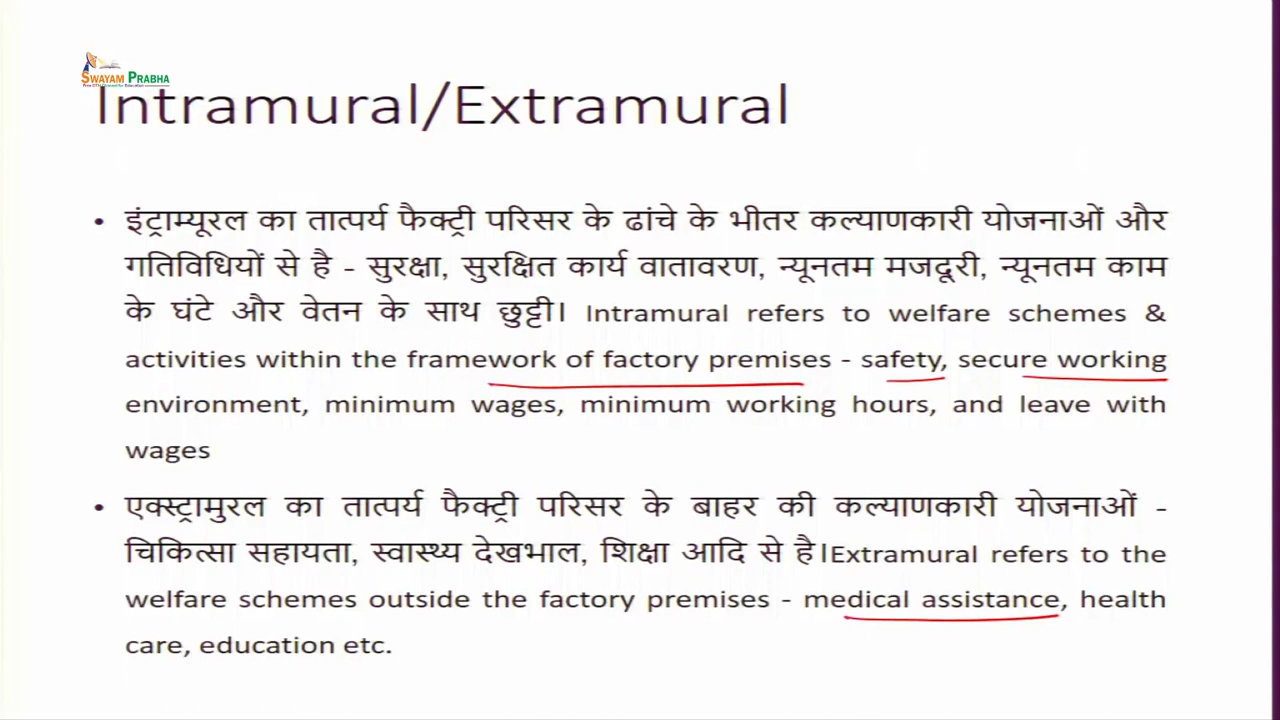 SWAYAM PRABHA
Intramural/Extramural
• इंट्राम्यूरल का तात्पर्य फैक्ट्री परिसर के ढांचे के भीतर कल्याणकारी योजनाओं और
गतिविधियों से है - सुरक्षा, सुरक्षित कार्य वातावरण, न्यूनतम मजदूरी, न्यूनतम काम
के घंटे और वेतन के साथ छुट्टी। Intramural refers to welfare schemes &
activities within the framework of factory premises - safety, secure working
environment, minimum wages, minimum working hours, and leave with
wages
• एक्स्ट्रामुरल का तात्पर्य फैक्ट्री परिसर के बाहर की कल्याणकारी योजनाओं -
चिकित्सा सहायता, स्वास्थ्य देखभाल, शिक्षा आदि से है।Extramural refers to the
welfare schemes outside the factory premises - medical assistance, health
care, education etc.